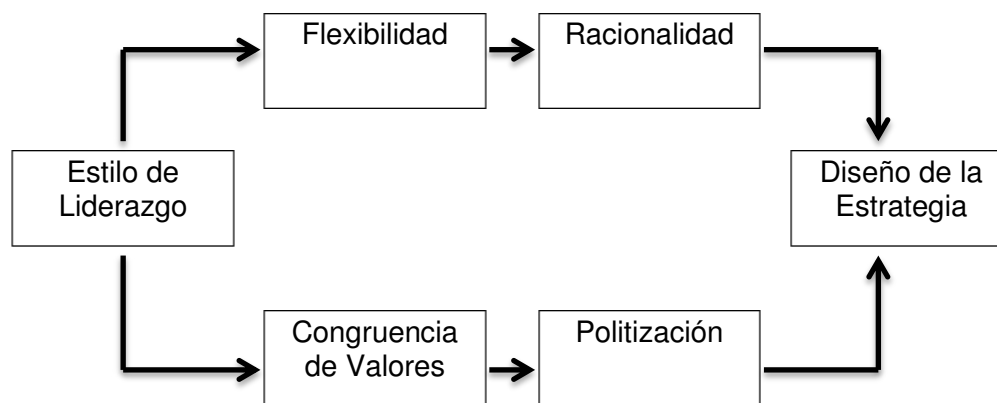 Flexibilidad
Racionalidad
Estilo de
Liderazgo
Diseño de la
Estrategia
Congruencia
de Valores
Politización